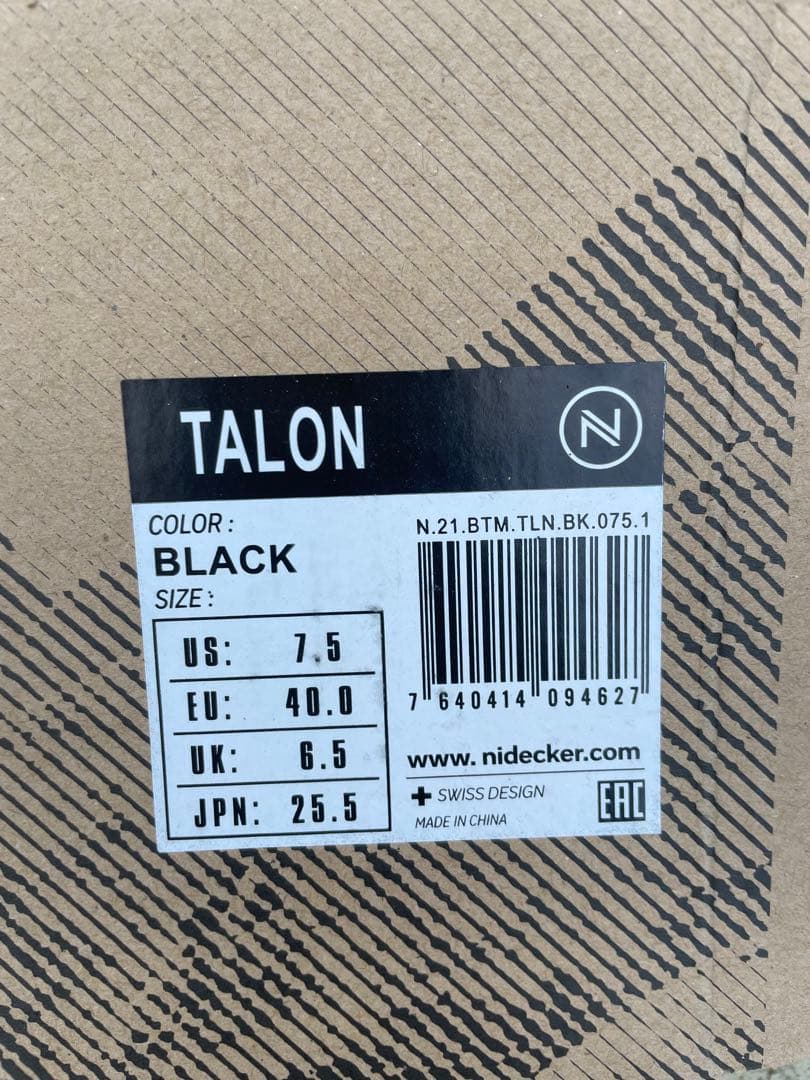 TALON
N
COLOR :
BLACK
SIZE :
US: 7.5
EU: 40.0
UK: 6.5
JPN: 25.5
N.21.BTM.TLN.BK.075.1
7 640414 094627
www. nidecker.com
+ SWISS DESIGN
MADE IN CHINA
EAC